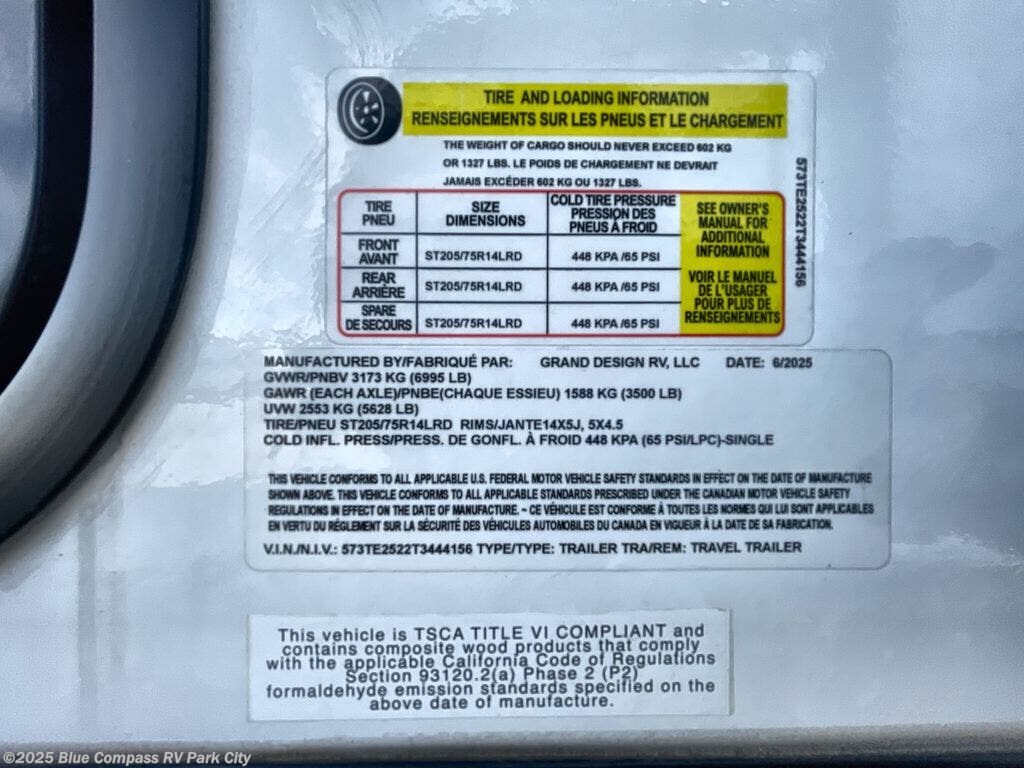 TIRE AND LOADING INFORMATION
RENSEIGNEMENTS SUR LES PNEUS ET LE CHARGEMENT
THE WEIGHT OF CARGO SHOULD NEVER EXCEED 602 KG
OR 1327 LBS. LE POIDS DE CHARGEMENT NE DEVRAIT
JAMAIS EXCÉDER 602 KG OU 1327 LBS.
TIRE
PNEU
SIZE
DIMENSIONS
COLD TIRE PRESSURE
PRESSION DES
PNEUS À FROID
FRONT
AVANT
ST205/75R14LRD
448 KPA /65 PSI
REAR
ARRIÈRE
ST205/75R14LRD
448 KPA /65 PSI
SPARE
DE SECOURS
ST205/75R14LRD
448 KPA /65 PSI
SEE OWNER'S
MANUAL FOR
ADDITIONAL
INFORMATION
VOIR LE MANUEL
DE L'USAGER
POUR PLUS DE
RENSEIGNEMENTS
573TE2522T3444156
MANUFACTURED BY/FABRIQUÉ PAR: GRAND DESIGN RV, LLC DATE: 6/2025
GVWR/PNBV 3173 KG (6995 LB)
GAWR (EACH AXLE)/PNBE(CHAQUE ESSIEU) 1588 KG (3500 LB)
UVW 2553 KG (5628 LB)
TIRE/PNEU ST205/75R14LRD RIMS/JANTE14X5J, 5X4.5
COLD INFL. PRESS/PRESS. DE GONFL. À FROID 448 KPA (65 PSI/LPC)-SINGLE
THIS VEHICLE CONFORMS TO ALL APPLICABLE U.S. FEDERAL MOTOR VEHICLE SAFETY STANDARDS IN EFFECT ON THE DATE OF MANUFACTURE
SHOWN ABOVE. THIS VEHICLE CONFORMS TO ALL APPLICABLE STANDARDS PRESCRIBED UNDER THE CANADIAN MOTOR VEHICLE SAFETY
REGULATIONS IN EFFECT ON THE DATE OF MANUFACTURE. - CE VÉHICULE EST CONFORME À TOUTES LES NORMES QUI LUI SONT APPLICABLES
EN VERTU DU RÉGLEMENT SUR LA SÉCURITÉ DES VÉHICULES AUTOMOBILES DU CANADA EN VIGUEUR À LA DATE DE SA FABRICATION.
V.I.N./N.I.V.: 573TE2522T3444156 TYPE/TYPE: TRAILER TRA/REM: TRAVEL TRAILER
This vehicle is TSCA TITLE VI COMPLIANT and
contains composite wood products that comply
with the applicable California Code of Regulations
Section 93120.2(a) Phase 2 (P2)
formaldehyde emission standards specified on the
above date of manufacture.
©2025 Blue Compass RV Park City